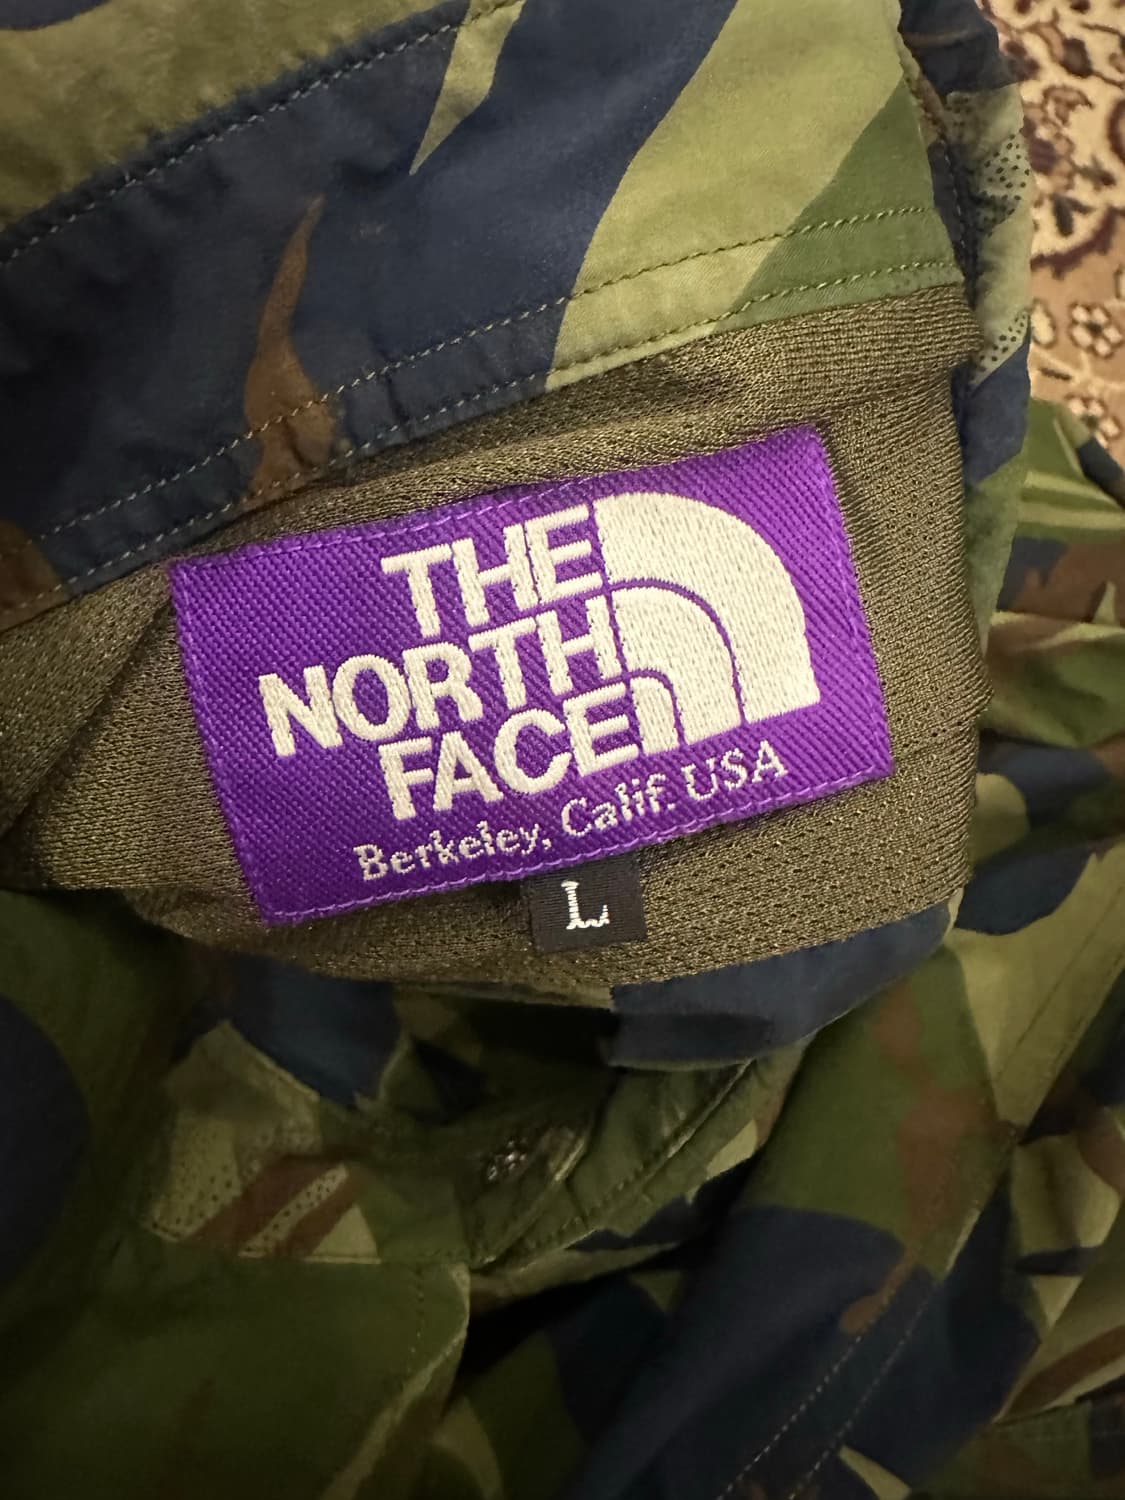 THE
NORTH
FACE
Berkeley, Calif. USA
L